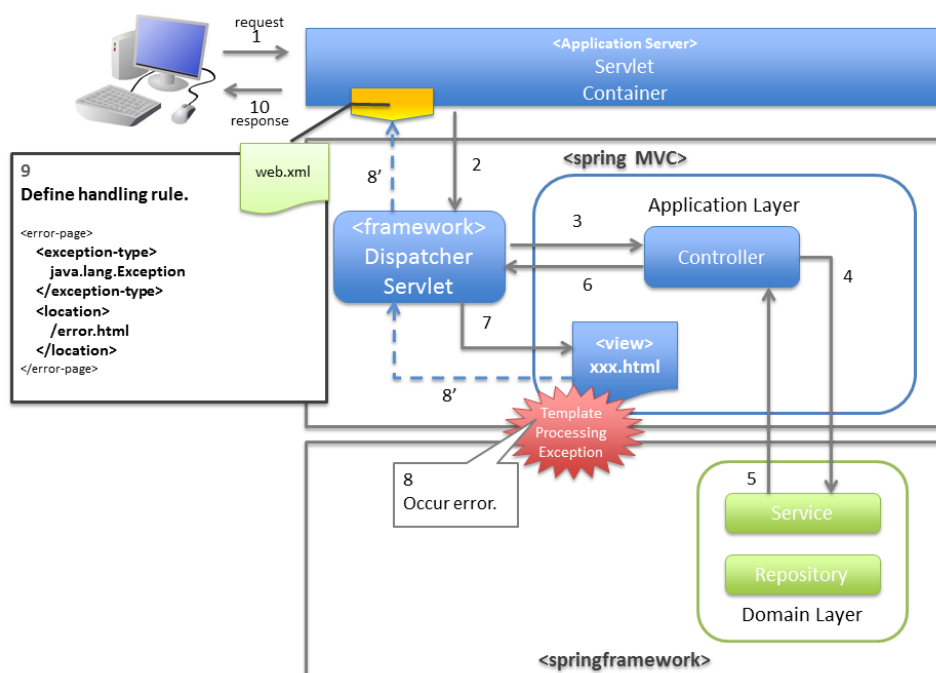 request
1
10
response
<Application Server>
Servlet
Container
9
Define handling rule.
<error-page>
<exception-type>
java.lang.Exception
</exception-type>
<location>
/error.html
</location>
</error-page>
web.xml
8’
2
<spring MVC>
Application Layer
<framework>
Dispatcher
Servlet
3
Controller
6
4
7
<view>
xxx.html
8’
Template
Processing
Exception
8
Occur error.
5
Service
Repository
Domain Layer
<springframework>